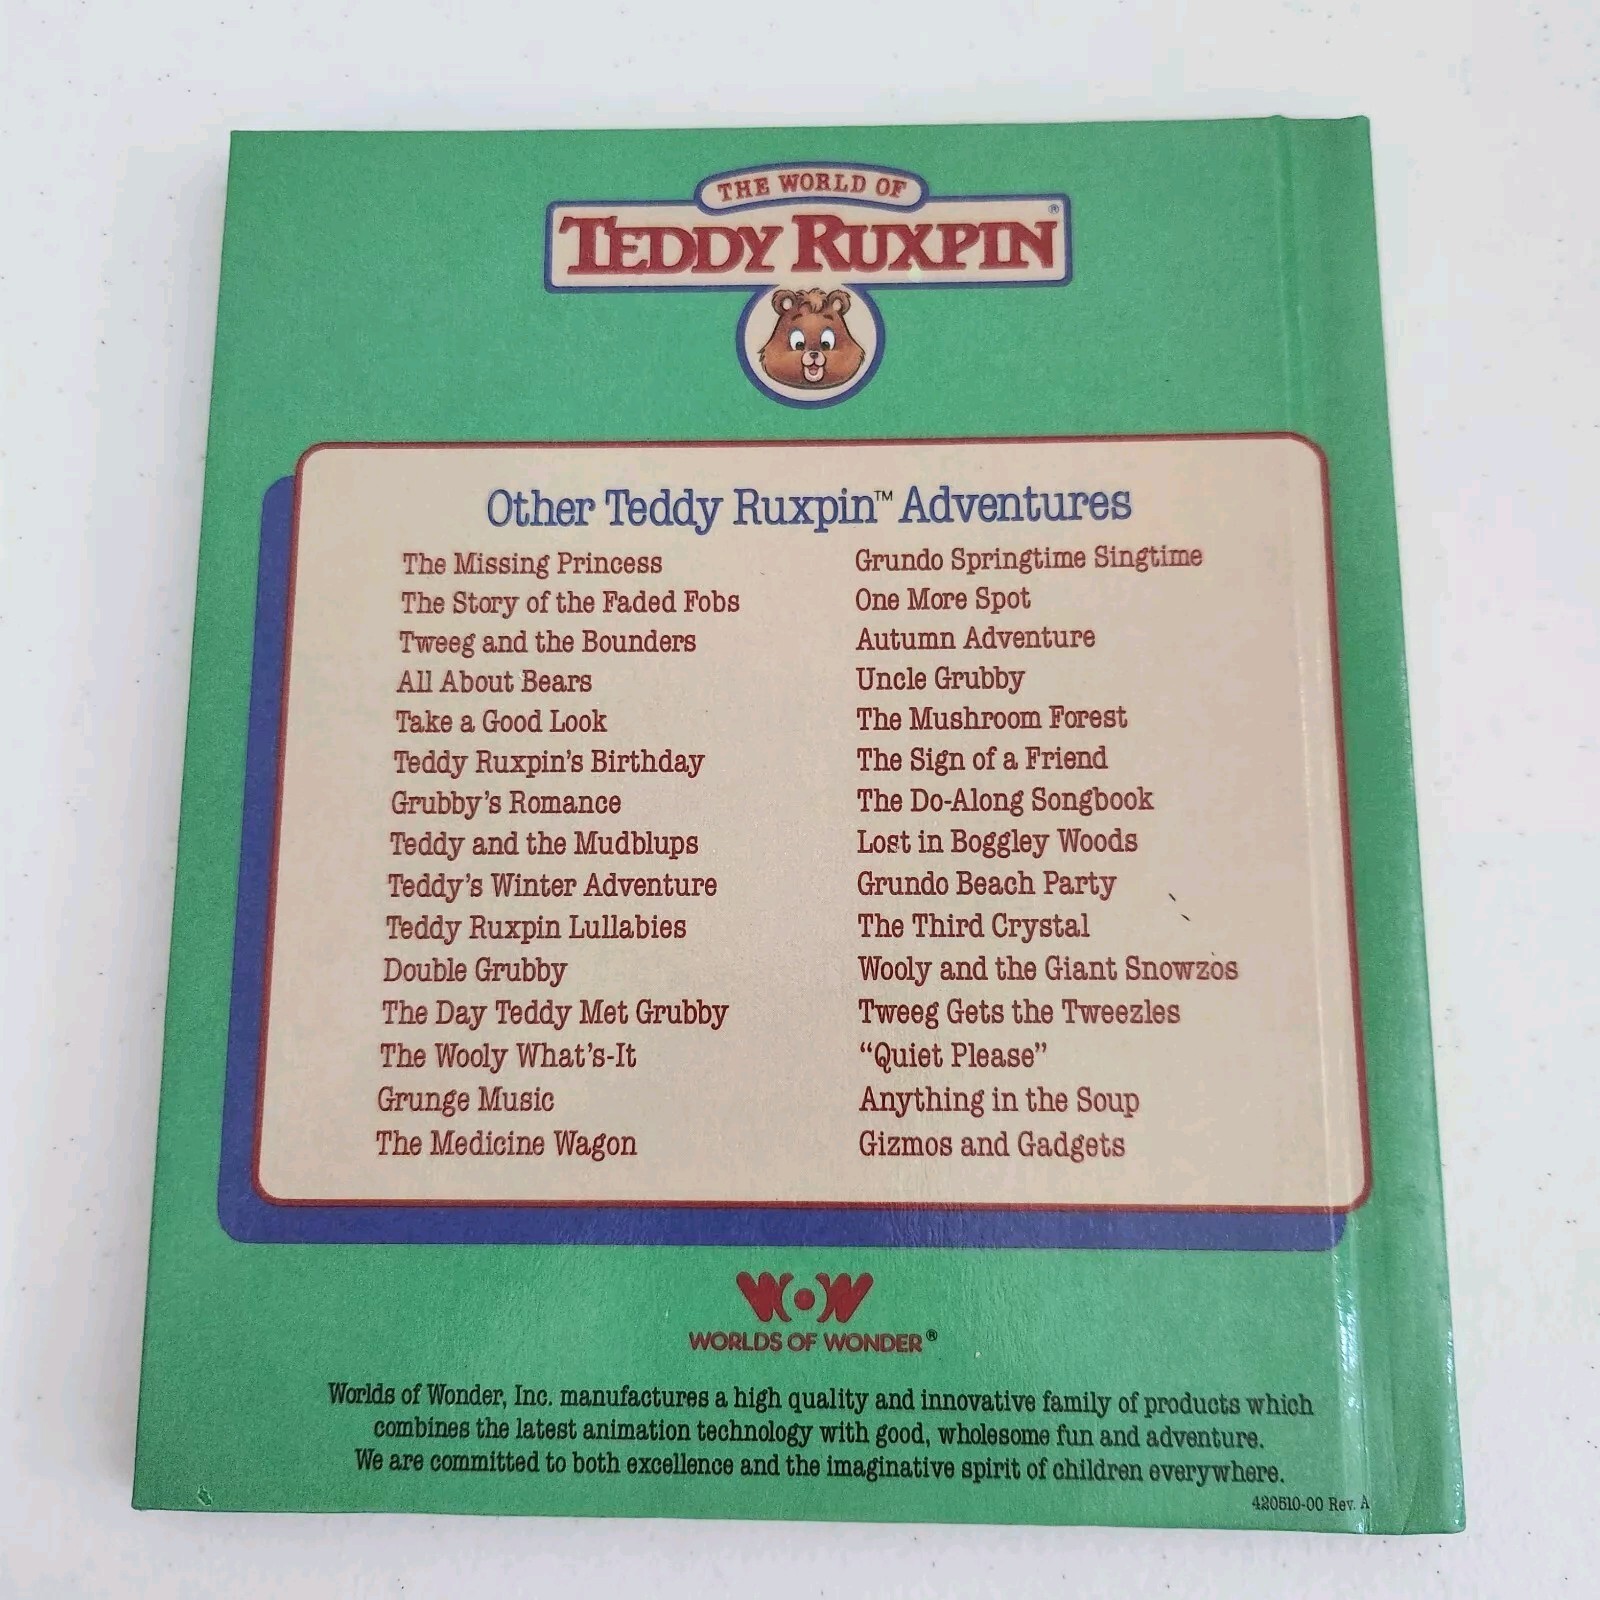 THE WORLD OF
TEDDY RUXPIN®
Other Teddy Ruxpin™ Adventures
The Missing Princess
The Story of the Faded Fobs
Tweeg and the Bounders
All About Bears
Take a Good Look
Teddy Ruxpin's Birthday
Grubby's Romance
Teddy and the Mudblups
Teddy's Winter Adventure
Teddy Ruxpin Lullabies
Double Grubby
The Day Teddy Met Grubby
The Wooly What's-It
Grunge Music
The Medicine Wagon
Grundo Springtime Singtime
One More Spot
Autumn Adventure
Uncle Grubby
The Mushroom Forest
The Sign of a Friend
The Do-Along Songbook
Lost in Boggley Woods
Grundo Beach Party
The Third Crystal
Wooly and the Giant Snowzos
Tweeg Gets the Tweezles
“Quiet Please”
Anything in the Soup
Gizmos and Gadgets
WOW
WORLDS OF WONDER®
Worlds of Wonder, Inc. manufactures a high quality and innovative family of products which
combines the latest animation technology with good, wholesome fun and adventure.
We are committed to both excellence and the imaginative spirit of children everywhere.
420510-00 Rev. A